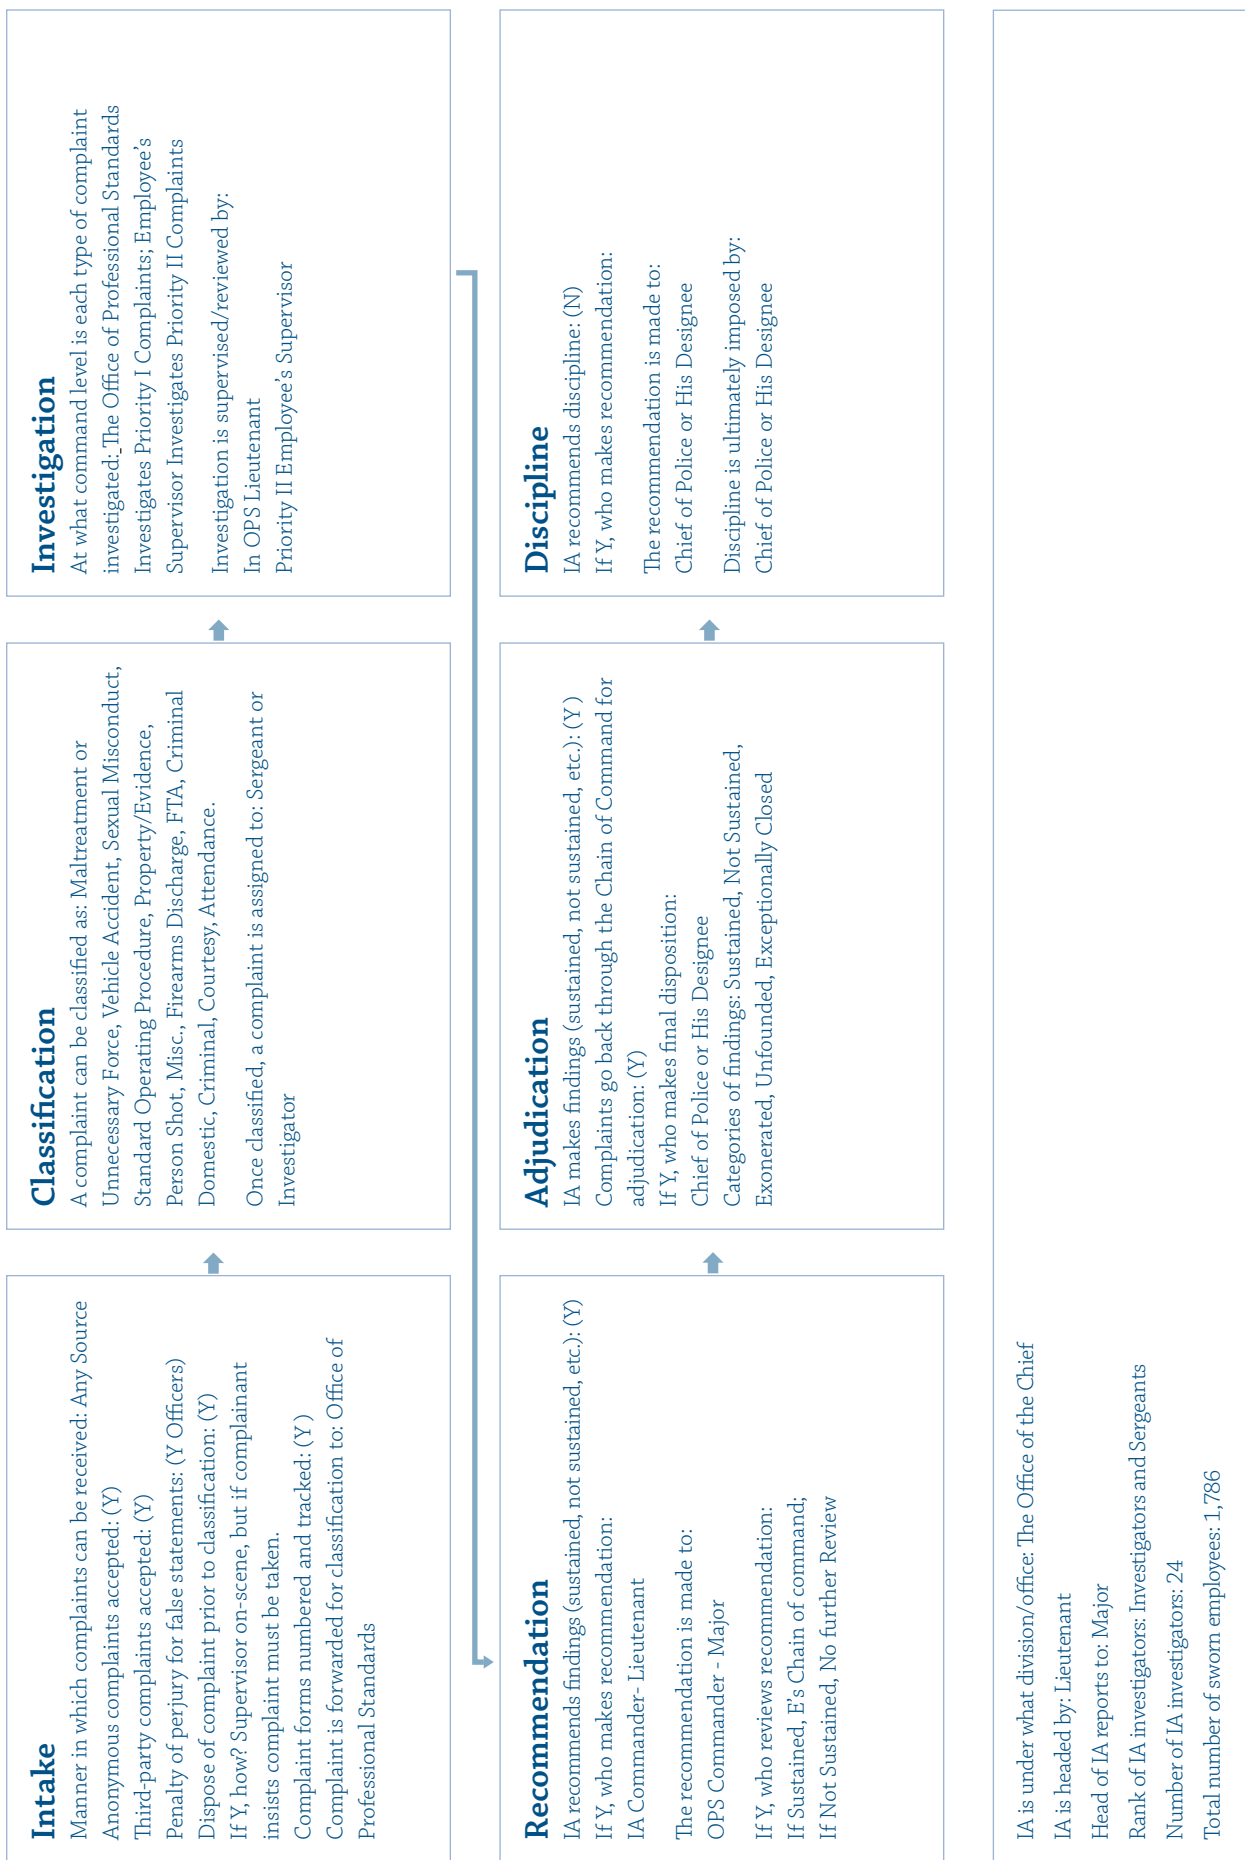 Intake
Manner in which complaints can be received: Any Source
Anonymous complaints accepted: (Y)
Third-party complaints accepted: (Y)
Penalty of perjury for false statements: (Y Officers)
Dispose of complaint prior to classification: (Y)
If Y, how? Supervisor on-scene, but if complainant
insists complaint must be taken.
Complaint forms numbered and tracked: (Y )
Complaint is forwarded for classification to: Office of
Professional Standards
Classification
A complaint can be classified as: Maltreatment or
Unnecessary Force, Vehicle Accident, Sexual Misconduct,
Standard Operating Procedure, Property/Evidence,
Person Shot, Misc., Firearms Discharge, FTA, Criminal
Domestic, Criminal, Courtesy, Attendance.
Once classified, a complaint is assigned to: Sergeant or
Investigator
Investigation
At what command level is each type of complaint
investigated: The Office of Professional Standards
Investigates Priority I Complaints; Employee's
Supervisor Investigates Priority II Complaints
Investigation is supervised/reviewed by:
In OPS Lieutenant
Priority II Employee's Supervisor
Recommendation
IA recommends findings (sustained, not sustained, etc.): (Y)
If Y, who makes recommendation:
IA Commander- Lieutenant
The recommendation is made to:
OPS Commander - Major
If Y, who reviews recommendation:
If Sustained, E's Chain of command;
If Not Sustained, No further Review
Adjudication
IA makes findings (sustained, not sustained, etc.): (Y )
Complaints go back through the Chain of Command for
adjudication: (Y)
If Y, who makes final disposition:
Chief of Police or His Designee
Categories of findings: Sustained, Not Sustained,
Exonerated, Unfounded, Exceptionally Closed
Discipline
IA recommends discipline: (N)
If Y, who makes recommendation:
The recommendation is made to:
Chief of Police or His Designee
Discipline is ultimately imposed by:
Chief of Police or His Designee
IA is under what division/office: The Office of the Chief
IA is headed by: Lieutenant
Head of IA reports to: Major
Rank of IA investigators: Investigators and Sergeants
Number of IA investigators: 24
Total number of sworn employees: 1,786